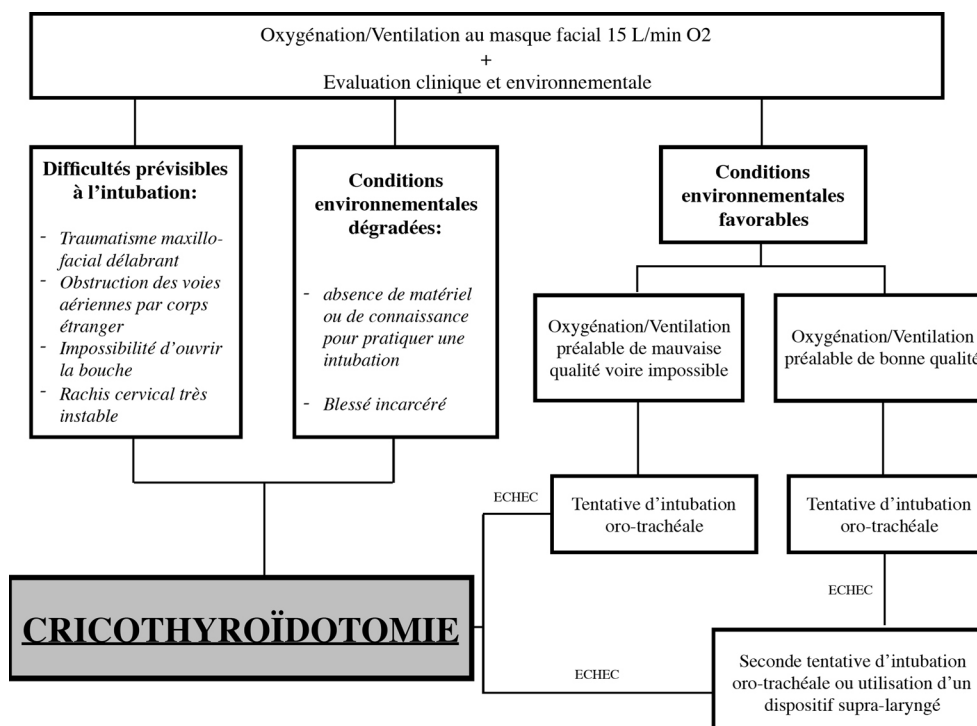 Oxygénation/Ventilation au masque facial 15 L/min O2
+
Evaluation clinique et environnementale
Difficultés prévisibles
à l’intubation:
- Traumatisme maxillo-
facial délabrant
- Obstruction des voies
aériennes par corps
étranger
- Impossibilité d’ouvrir
la bouche
- Rachis cervical très
instable
Conditions
environnementales
dégradées:
- absence de matériel
ou de connaissance
pour pratiquer une
intubation
- Blessé incarcéré
Conditions
environnementales
favorables
Oxygénation/Ventilation
préalable de mauvaise
qualité voire impossible
Oxygénation/Ventilation
préalable de bonne qualité
ECHEC
Tentative d’intubation
oro-trachéale
Tentative d’intubation
oro-trachéale
ECHEC
CRICOTHYROÏDOTOMIE
ECHEC
Seconde tentative d’intubation
oro-trachéale ou utilisation d’un
dispositif supra-laryngé